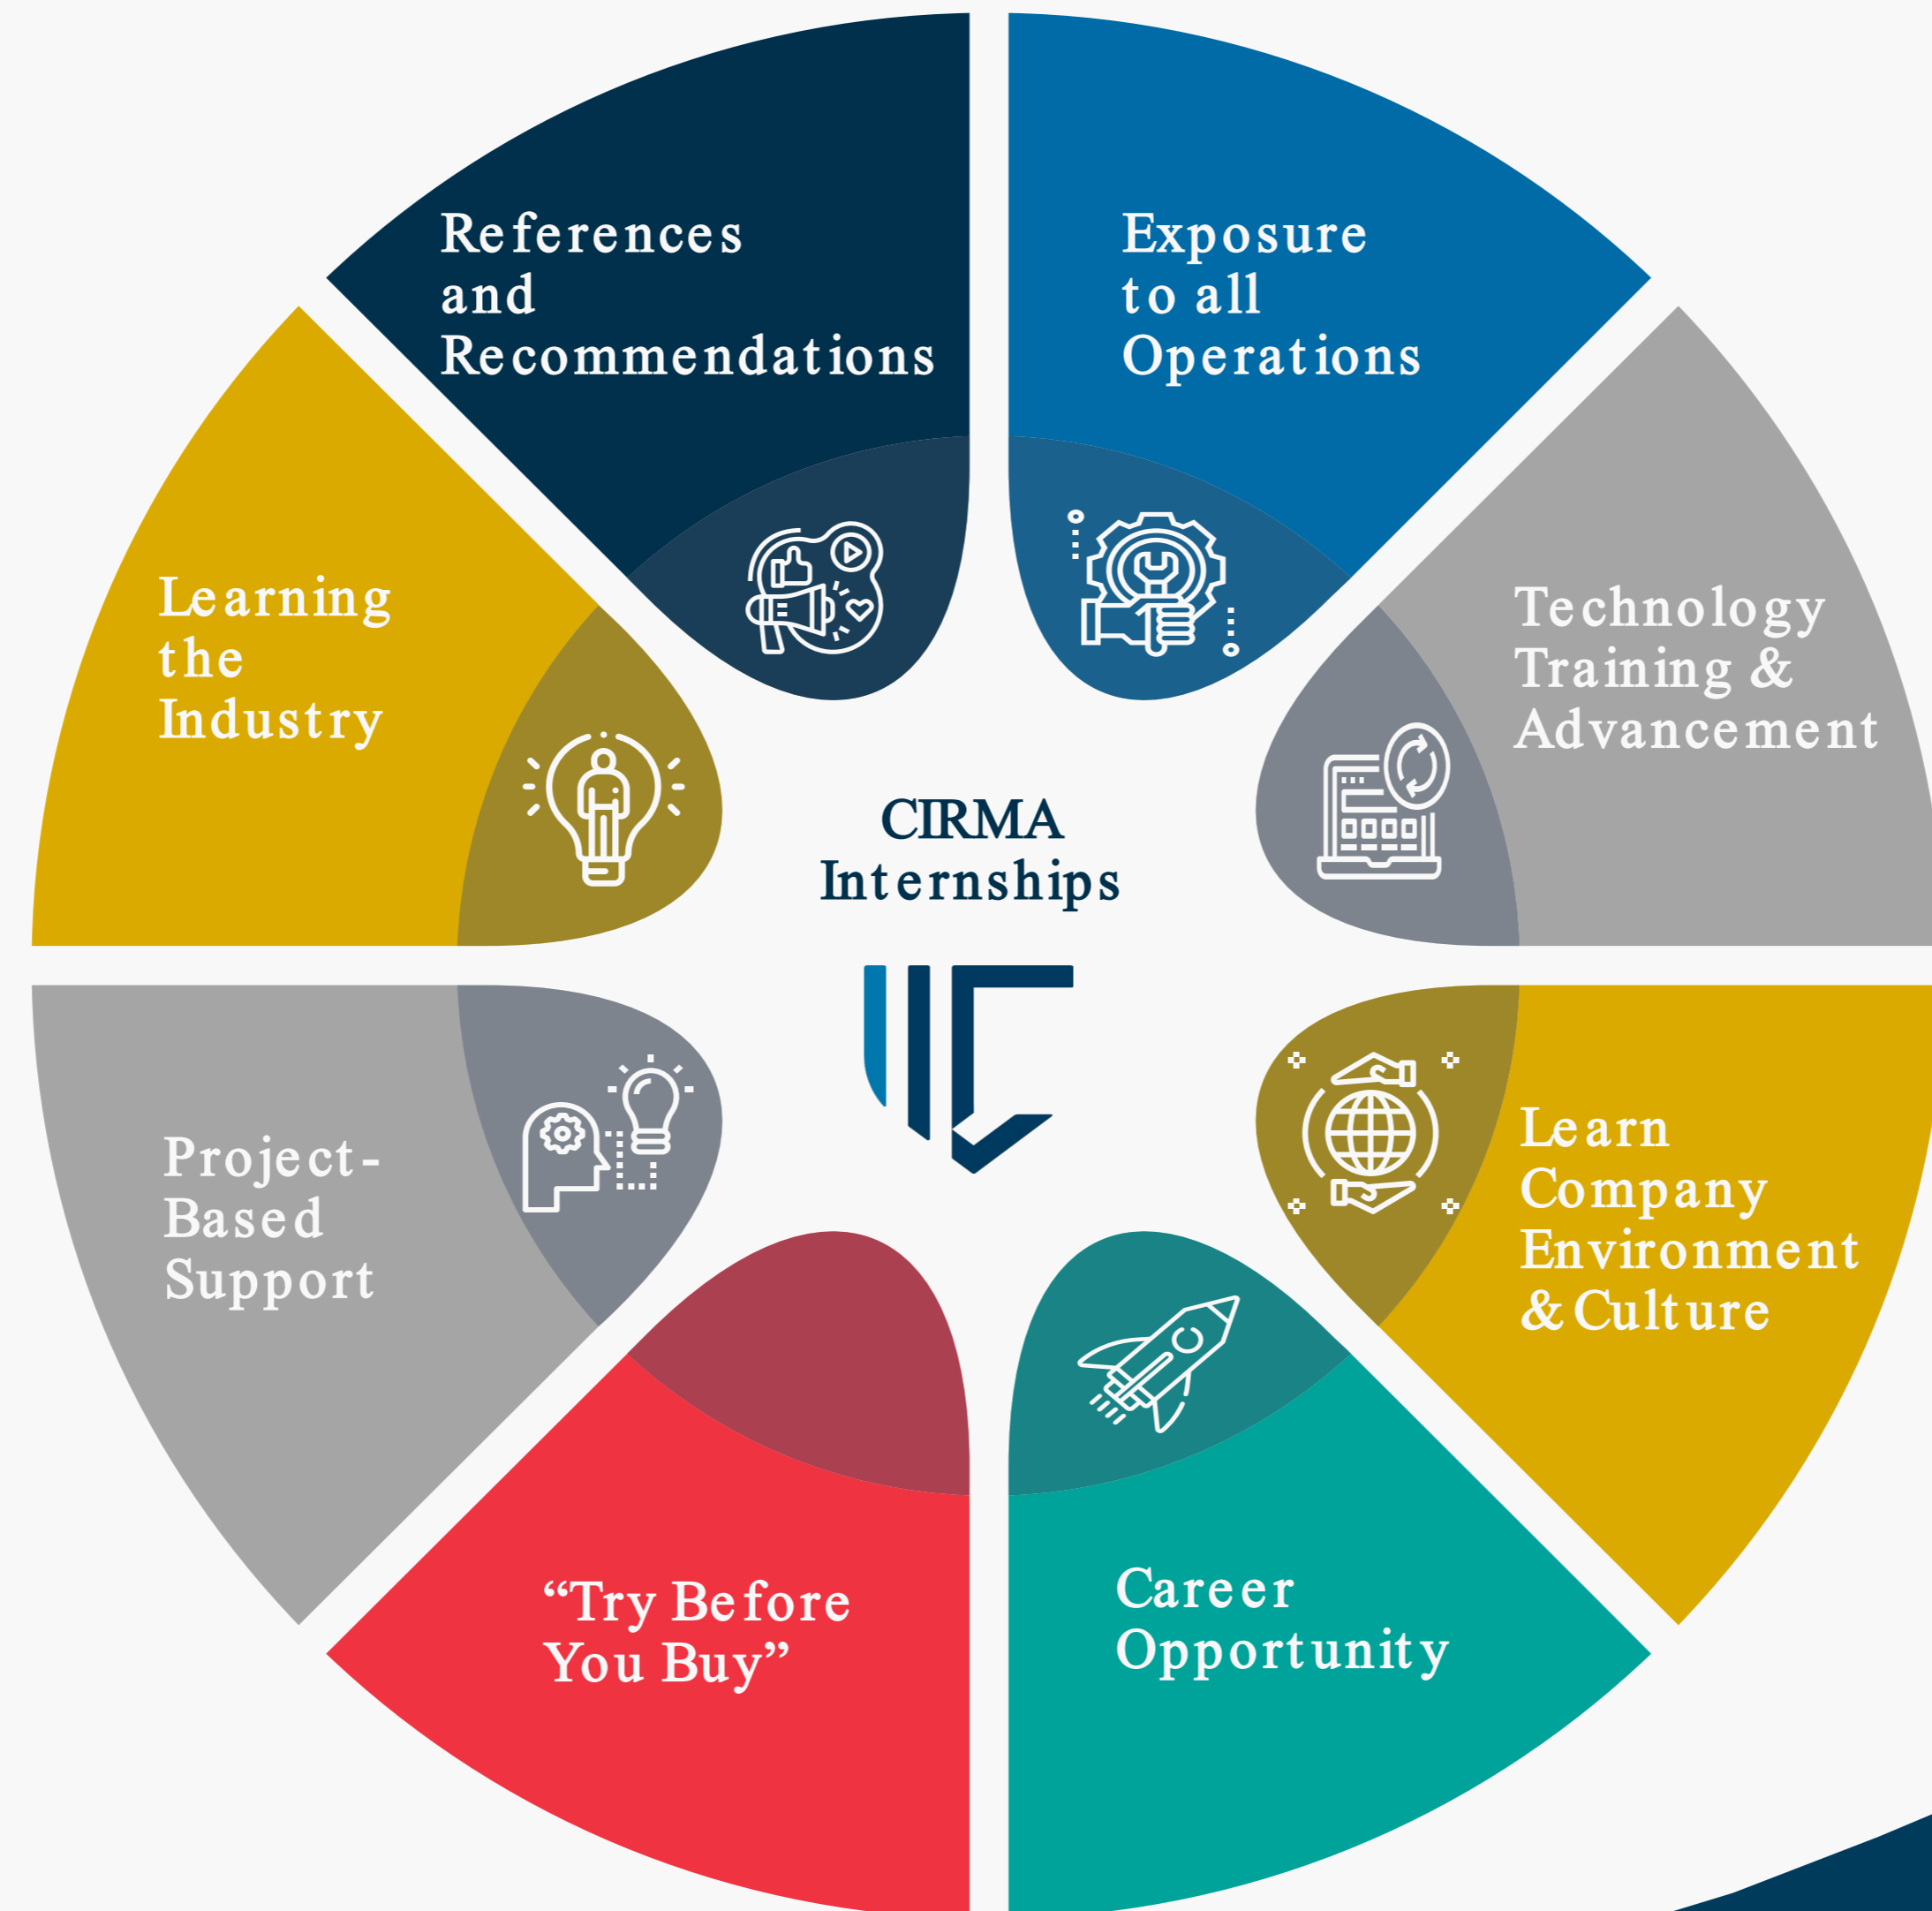 References
and
Recommendations
Exposure
to all
Operations
Learning
the
Industry
Technology
Training &
Advancement
CIRMA
Internships
Project-
Based
Support
Learn
Company
Environment
& Culture
“Try Before
You Buy”
Career
Opportunity